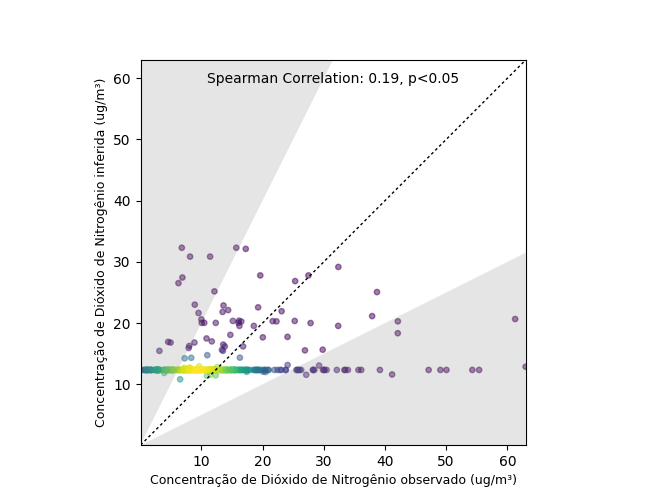 Spearman Correlation: 0.19, p<0.05
Concentração de Dióxido de Nitrogênio inferida (ug/m³)
60
50
40
30
20
10
10 20 30 40 50 60
Concentração de Dióxido de Nitrogênio observado (ug/m³)